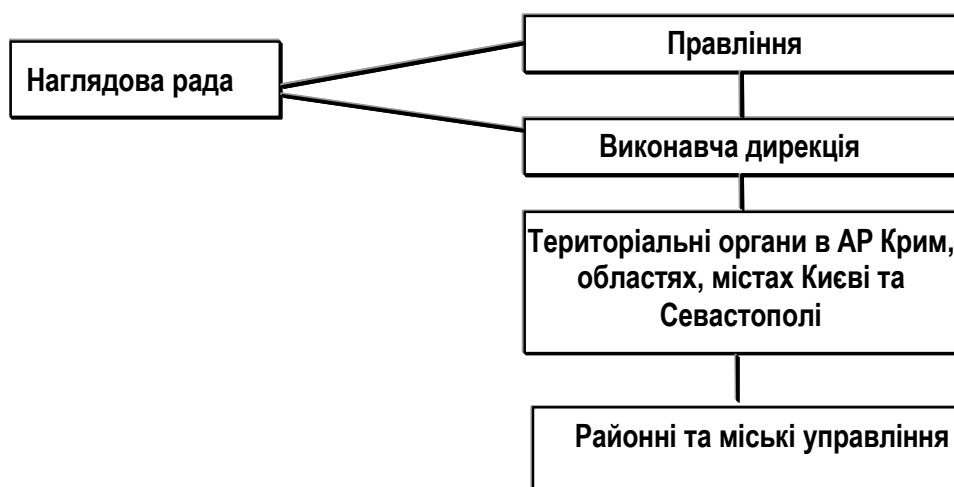 Наглядова рада
Правління
Виконавча дирекція
Територіальні органи в АР Крим,
областях, містах Києві та
Севастополі
Районні та міські управління